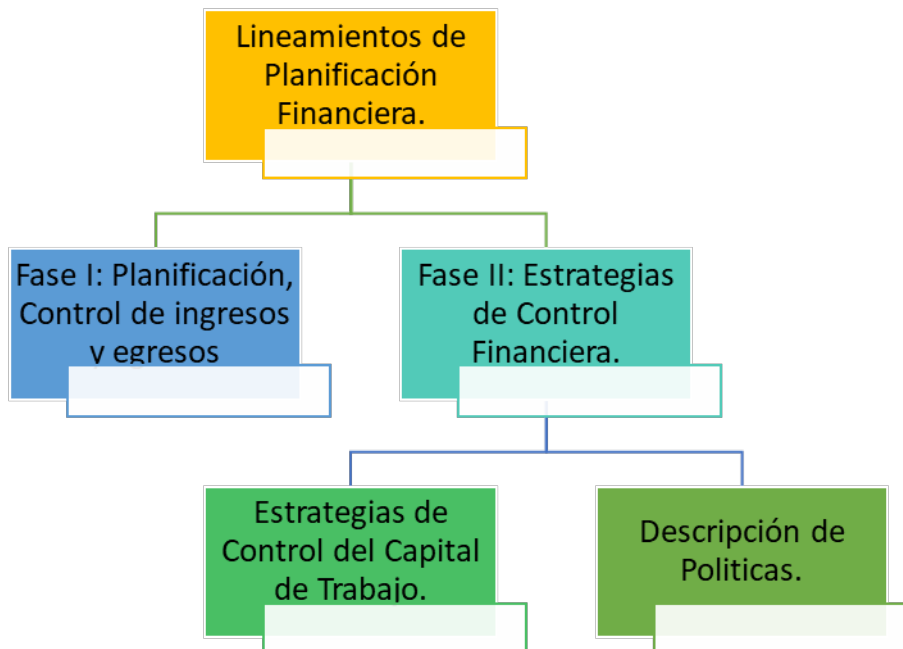 Lineamientos de
Planificación
Financiera.
Fase I: Planificación,
Control de ingresos
y egresos
Fase II: Estrategias
de Control
Financiera.
Estrategias de
Control del Capital
de Trabajo.
Descripción de
Politicas.